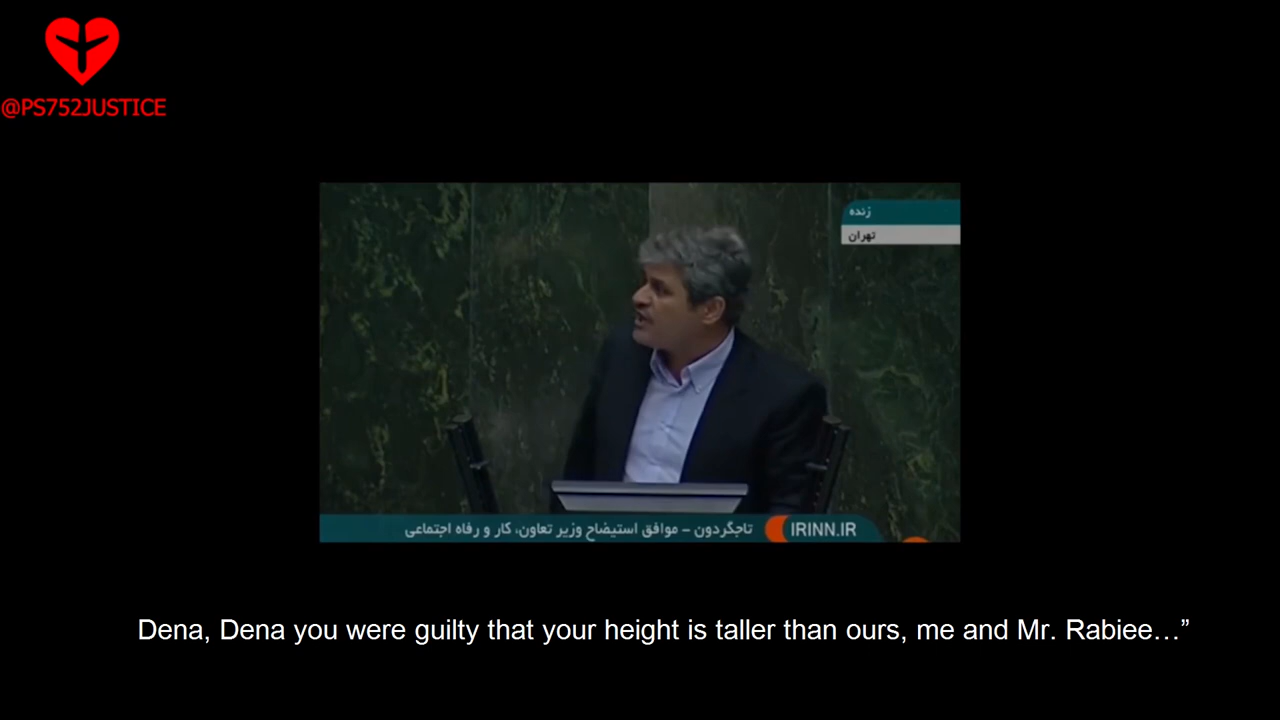 @PS752JUSTICE
زنده
تهران
تاجگردون - موافق استیضاح وزیر تعاون، کار و رفاه اجتماعی
IRINN.IR
Dena, Dena you were guilty that your height is taller than ours, me and Mr. Rabiee…”